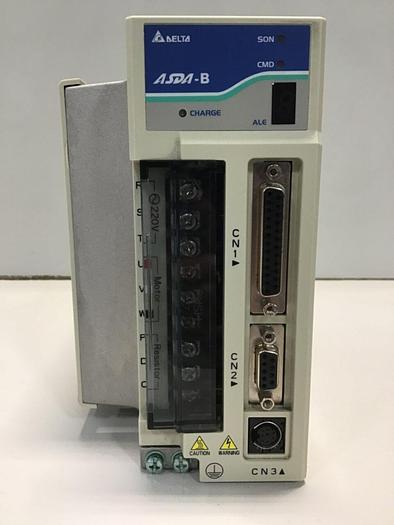 DELTA
SON
CMD
ASDA-B
CHARGE
ALE
R
S
T
220V
U
V
W
Motor
P
D
C
Resistor
CN1
CN2
CAUTION
WARNING
CN3